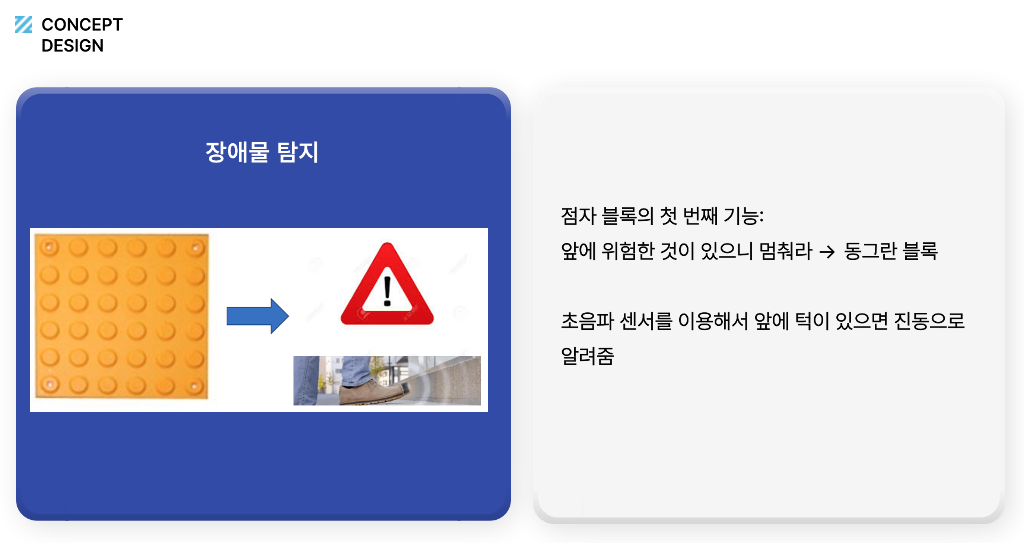 CONCEPT
DESIGN
장애물 탐지
점자 블록의 첫 번째 기능:
앞에 위험한 것이 있으니 멈춰라 → 동그란 블록
초음파 센서를 이용해서 앞에 턱이 있으면 진동으로
알려줌